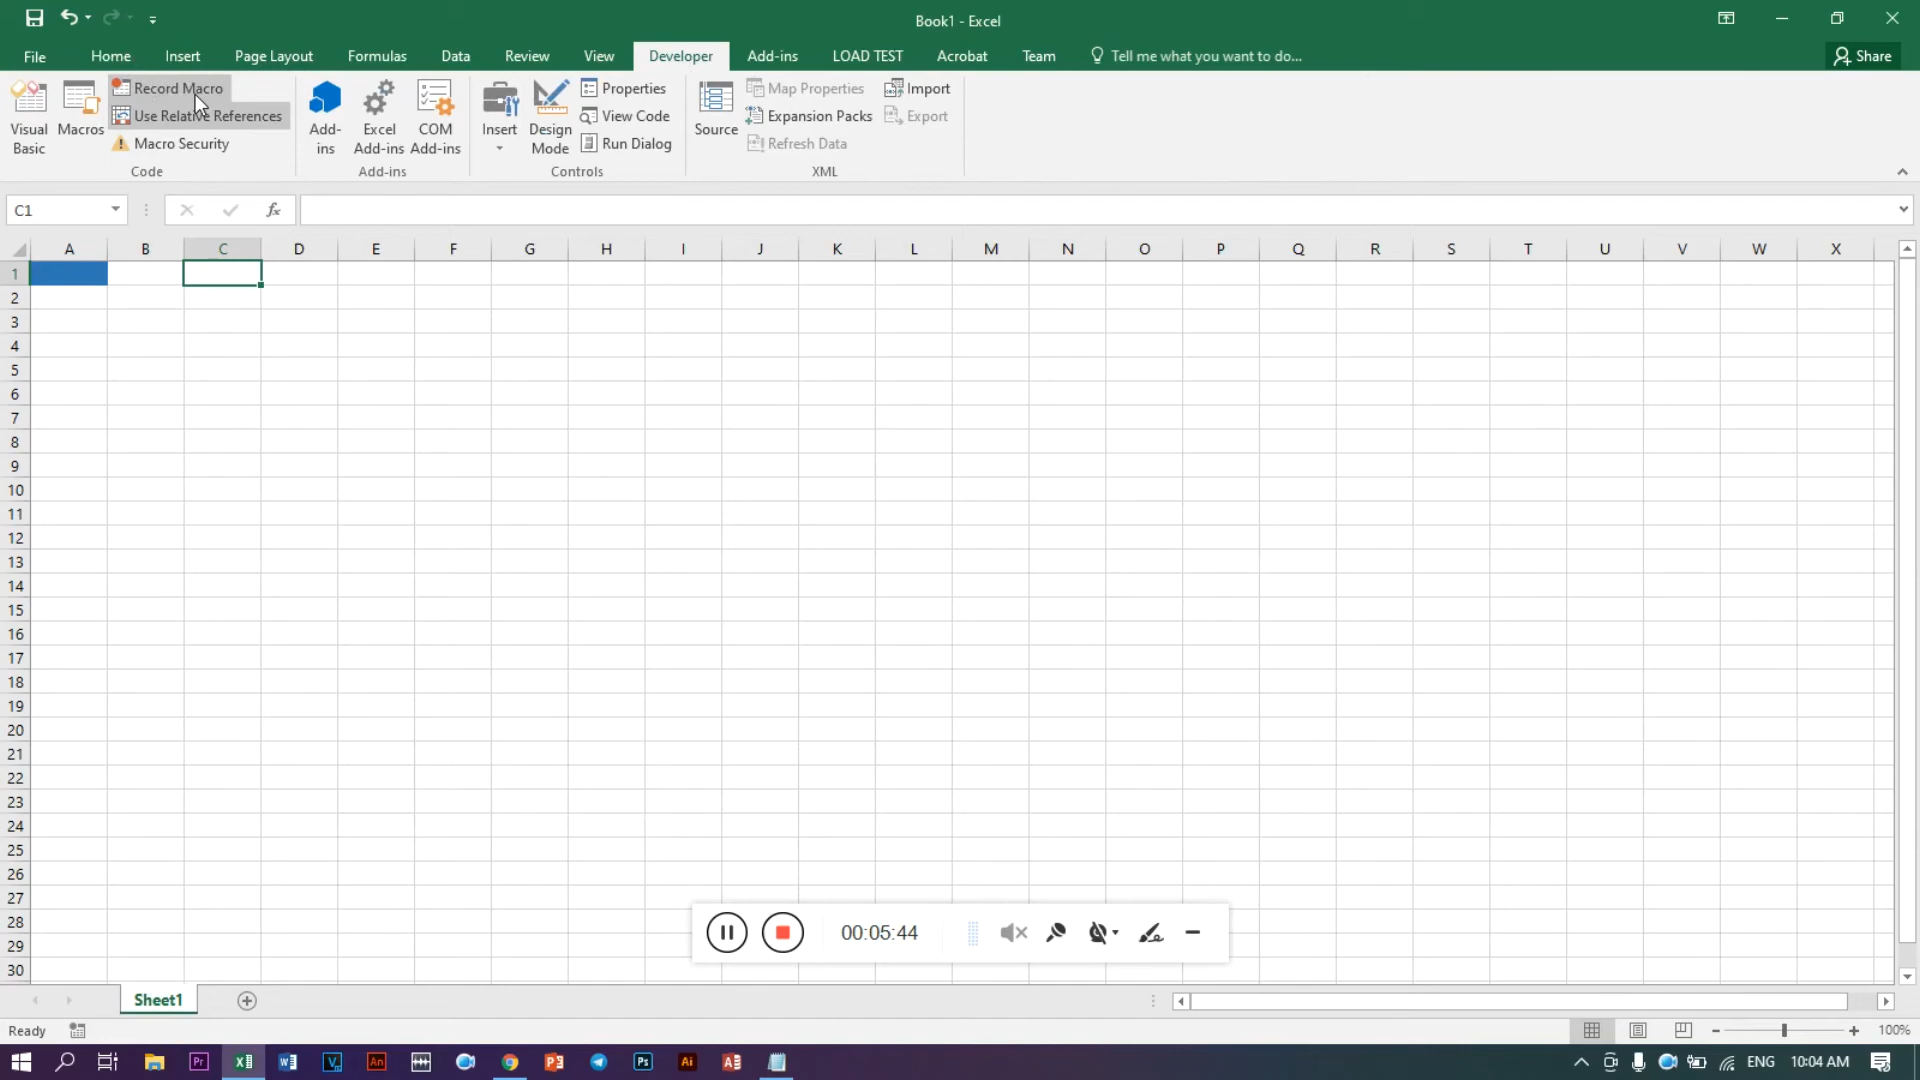 Book1 - Excel
File Home Insert Page Layout Formulas Data Review View Developer Add-ins LOAD TEST Acrobat Team Tell me what you want to do... Share
Visual Basic
Macros
Record Macro
Use Relative References
Macro Security
Code
Add-ins
Excel Add-ins
COM Add-ins
Add-ins
Insert
Design Mode
Properties
View Code
Run Dialog
Controls
Source
Map Properties
Expansion Packs
Refresh Data
Import
Export
XML
C1 fx
A B C D E F G H I J K L M N O P Q R S T U V W X
1
2
3
4
5
6
7
8
9
10
11
12
13
14
15
16
17
18
19
20
21
22
23
24
25
26
27
28
29
30
00:05:44
Sheet1
Ready 100%
Pr An Ps Ai ENG 10:04 AM